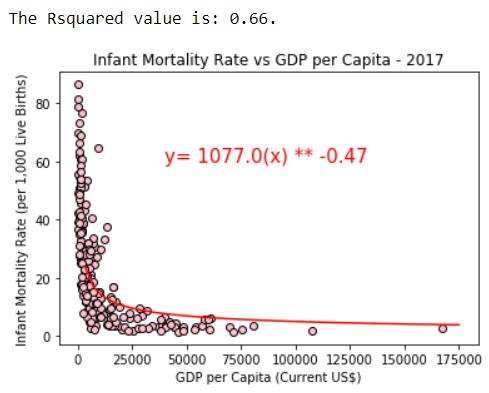 The Rsquared value is: 0.66.
Infant Mortality Rate vs GDP per Capita - 2017
Infant Mortality Rate (per 1,000 Live Births)
80
60
40
20
0
y= 1077.0(x) ** -0.47
0 25000 50000 75000 100000 125000 150000 175000
GDP per Capita (Current US$)